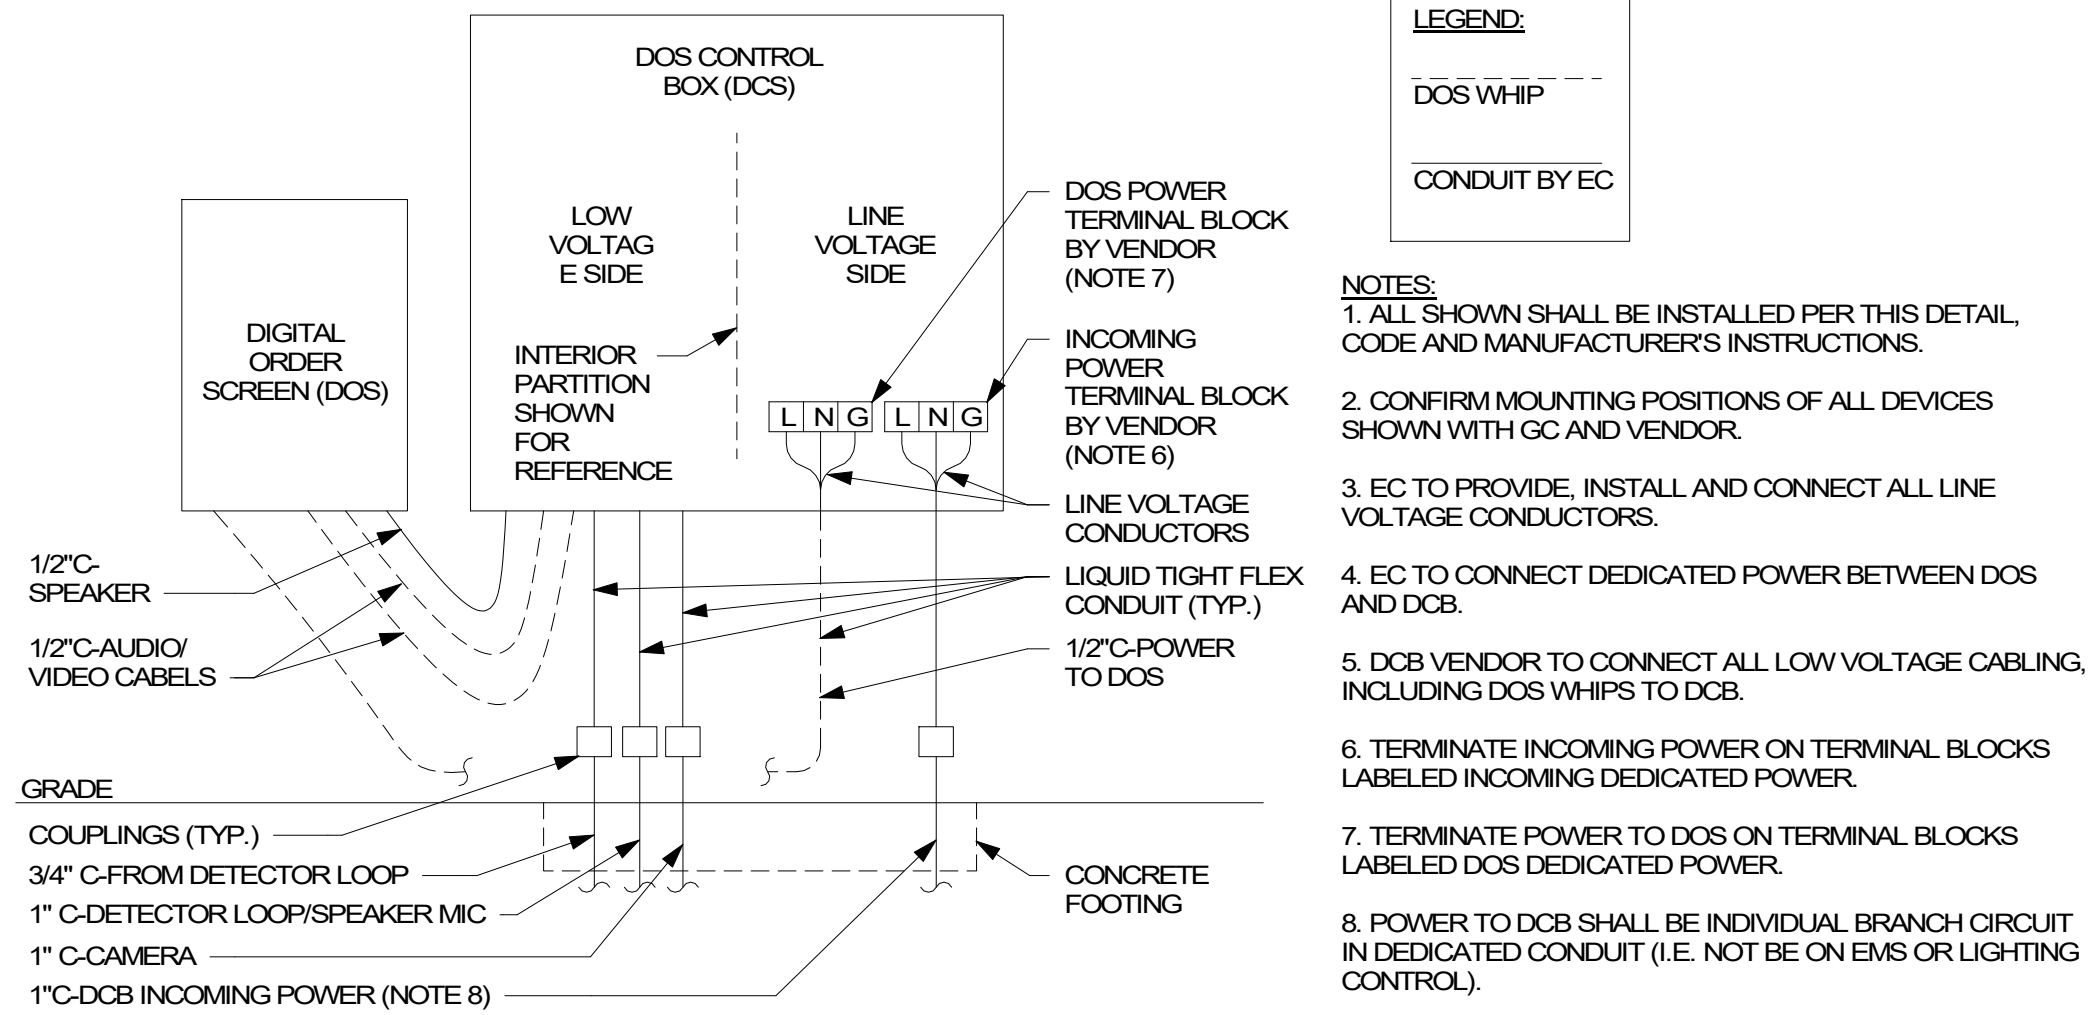 DOS CONTROL
BOX (DCS)
LOW
VOLTAG
E SIDE
LINE
VOLTAGE
SIDE
DIGITAL
ORDER
SCREEN (DOS)
INTERIOR
PARTITION
SHOWN
FOR
REFERENCE
L N G
L N G
DOS POWER
TERMINAL BLOCK
BY VENDOR
(NOTE 7)
INCOMING
POWER
TERMINAL BLOCK
BY VENDOR
(NOTE 6)
LINE VOLTAGE
CONDUCTORS
LIQUID TIGHT FLEX
CONDUIT (TYP.)
1/2"C-POWER
TO DOS
1/2"C-
SPEAKER
1/2"C-AUDIO/
VIDEO CABELS
GRADE
COUPLINGS (TYP.)
3/4" C-FROM DETECTOR LOOP
1" C-DETECTOR LOOP/SPEAKER MIC
1" C-CAMERA
1"C-DCB INCOMING POWER (NOTE 8)
CONCRETE
FOOTING
LEGEND:
DOS WHIP
CONDUIT BY EC
NOTES:
1. ALL SHOWN SHALL BE INSTALLED PER THIS DETAIL,
CODE AND MANUFACTURER'S INSTRUCTIONS.
2. CONFIRM MOUNTING POSITIONS OF ALL DEVICES
SHOWN WITH GC AND VENDOR.
3. EC TO PROVIDE, INSTALL AND CONNECT ALL LINE
VOLTAGE CONDUCTORS.
4. EC TO CONNECT DEDICATED POWER BETWEEN DOS
AND DCB.
5. DCB VENDOR TO CONNECT ALL LOW VOLTAGE CABLING,
INCLUDING DOS WHIPS TO DCB.
6. TERMINATE INCOMING POWER ON TERMINAL BLOCKS
LABELED INCOMING DEDICATED POWER.
7. TERMINATE POWER TO DOS ON TERMINAL BLOCKS
LABELED DOS DEDICATED POWER.
8. POWER TO DCB SHALL BE INDIVIDUAL BRANCH CIRCUIT
IN DEDICATED CONDUIT (I.E. NOT BE ON EMS OR LIGHTING
CONTROL).